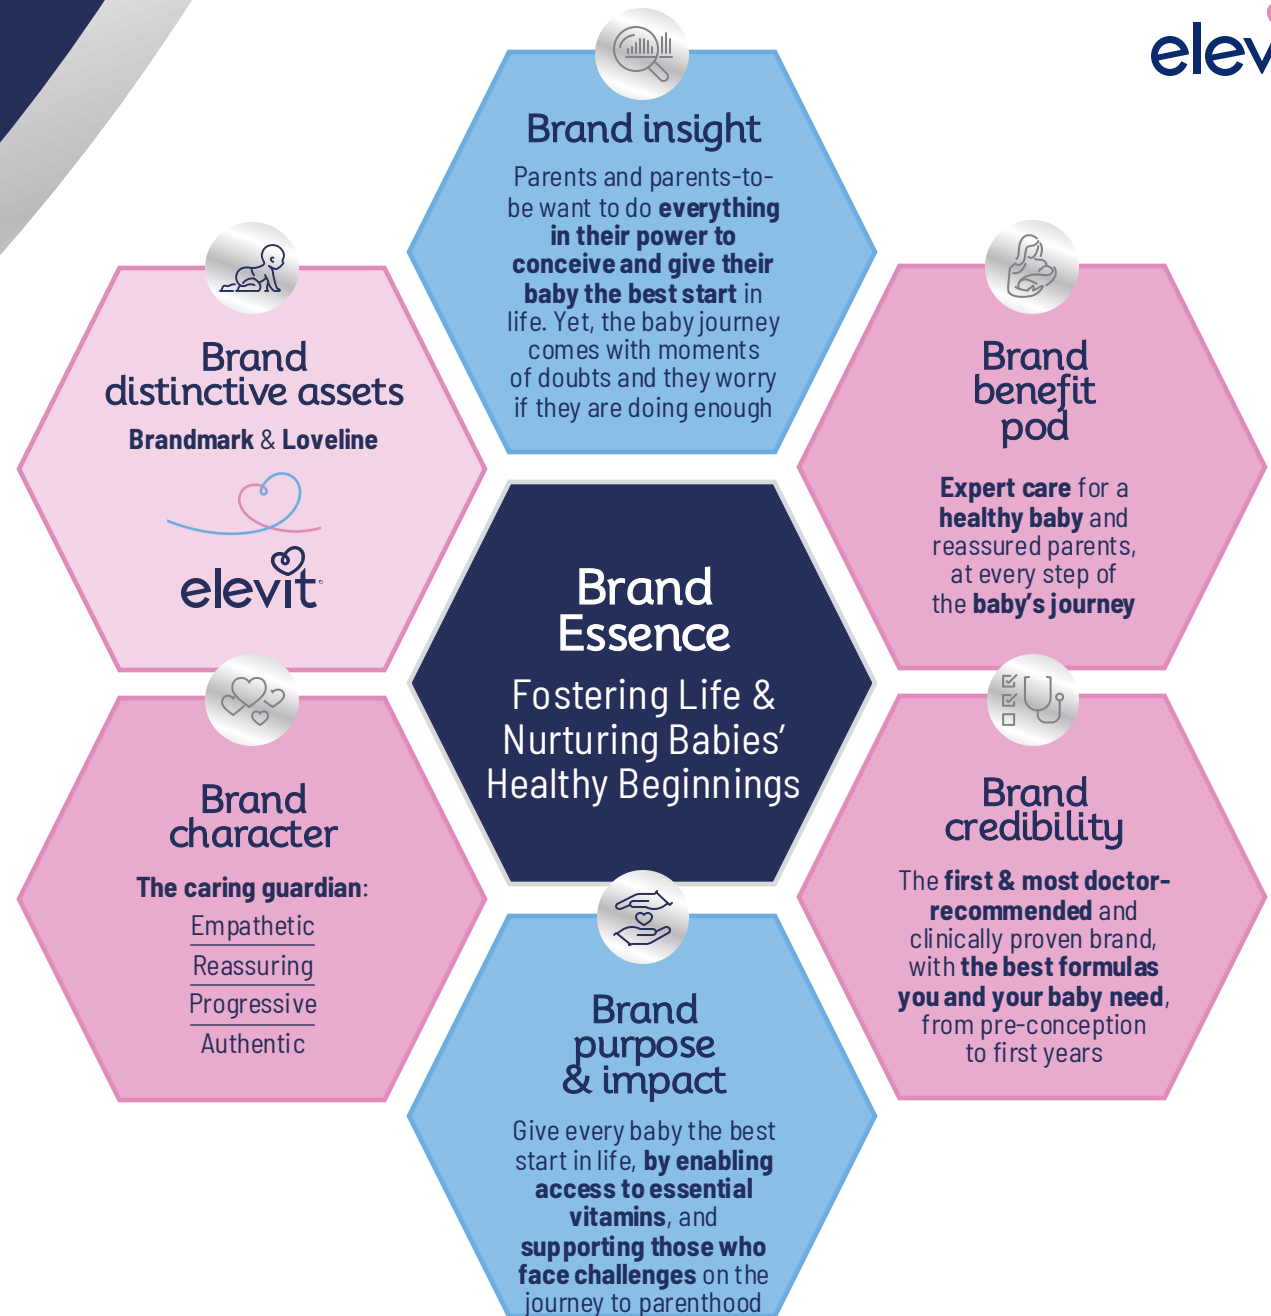 elev
Brand insight
Parents and parents-to-
be want to do everything
in their power to
conceive and give their
baby the best start in
life. Yet, the baby journey
comes with moments
of doubts and they worry
if they are doing enough
Brand
distinctive assets
Brandmark & Loveline
elevit
Brand
benefit
pod
Expert care for a
healthy baby and
reassured parents,
at every step of
the baby's journey
Brand
Essence
Fostering Life &
Nurturing Babies'
Healthy Beginnings
Brand
character
The caring guardian:
Empathetic
Reassuring
Progressive
Authentic
Brand
credibility
The first & most doctor-
recommended and
clinically proven brand,
with the best formulas
you and your baby need,
from pre-conception
to first years
Brand
purpose
& impact
Give every baby the best
start in life, by enabling
access to essential
vitamins, and
supporting those who
face challenges on the
journey to parenthood